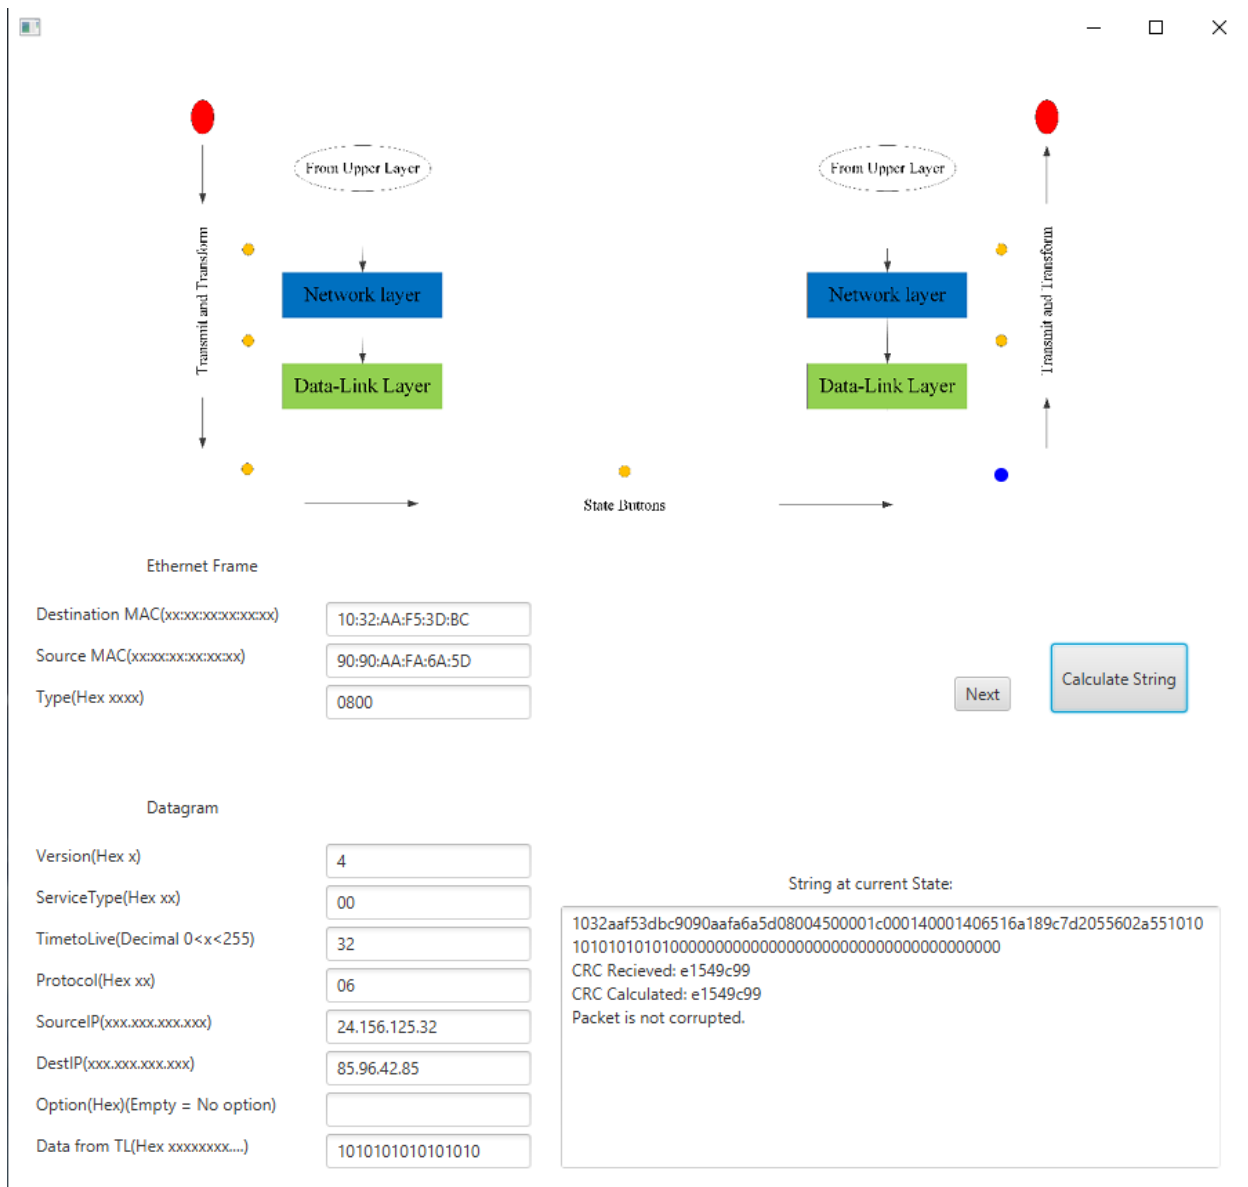 From Upper Layer
From Upper Layer
Transmit and Transform
Transmit and Transform
Network layer
Network layer
Data-Link Layer
Data-Link Layer
State Buttons
Ethernet Frame
Destination MAC(xx:xx:xx:xx:xx:xx)
10:32:AA:F5:3D:BC
Source MAC(xx:xx:xx:xx:xx:xx)
90:90:AA:FA:6A:5D
Type(Hex xxxx)
0800
Next
Calculate String
Datagram
Version(Hex x)
4
ServiceType(Hex xx)
00
TimetoLive(Decimal 0<x<255)
32
Protocol(Hex xx)
06
SourceIP(xxx.xxx.xxx.xxx)
24.156.125.32
DestIP(xxx.xxx.xxx.xxx)
85.96.42.85
Option(Hex)(Empty = No option)
Data from TL(Hex xxxxxxxx....)
1010101010101010
String at current State:
1032aaf53dbc9090aafa6a5d08004500001c000140001406516a189c7d2055602a551010
101010101010000000000000000000000000000000000000
CRC Recieved: e1549c99
CRC Calculated: e1549c99
Packet is not corrupted.